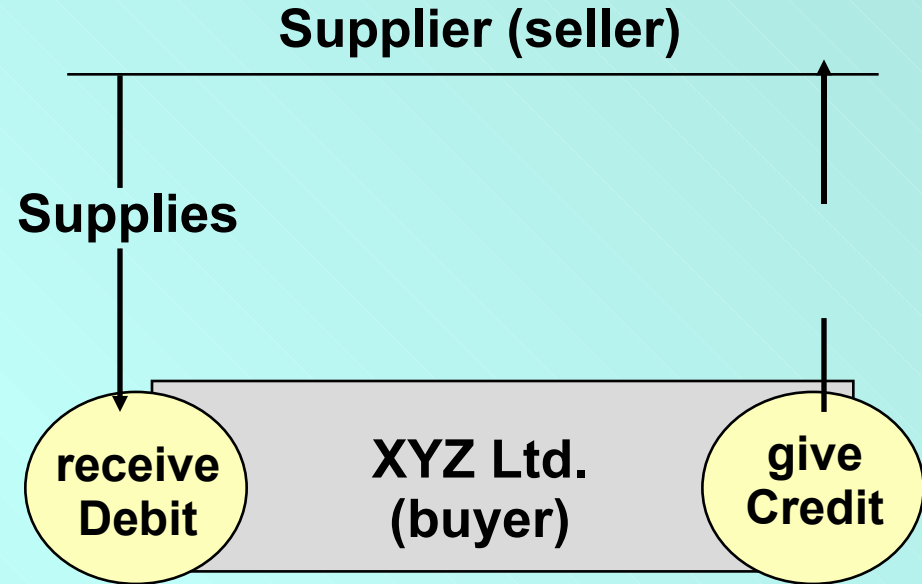 Supplier (seller)
Supplies
receive
Debit
XYZ Ltd.
(buyer)
give
Credit